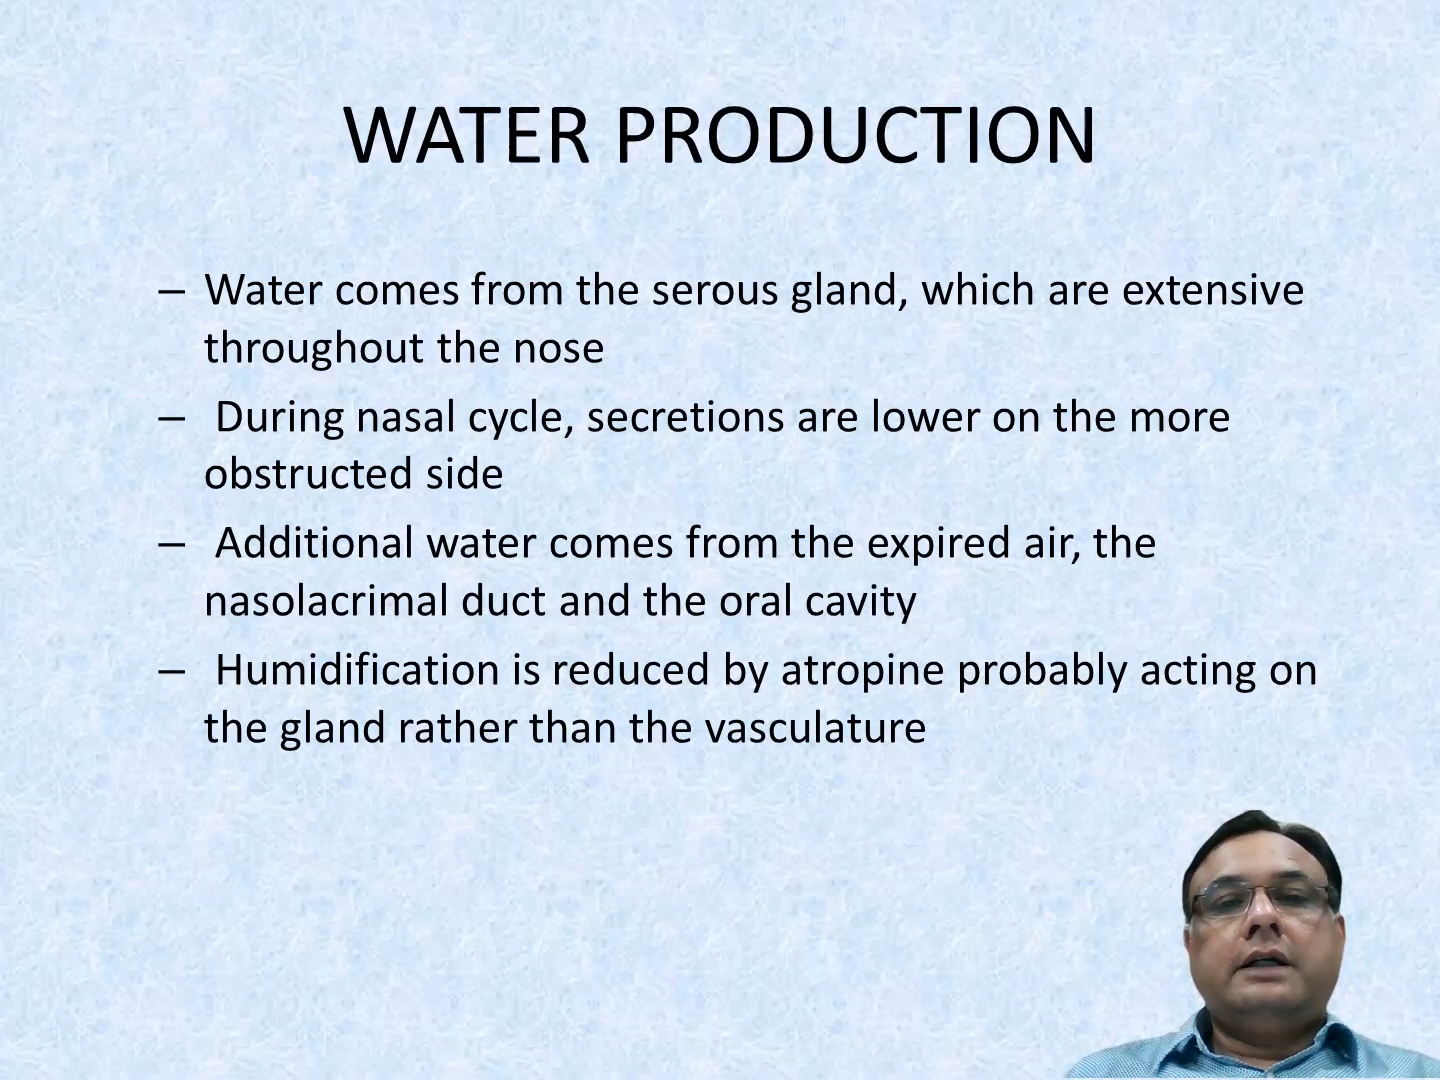 WATER PRODUCTION
– Water comes from the serous gland, which are extensive
throughout the nose
– During nasal cycle, secretions are lower on the more
obstructed side
– Additional water comes from the expired air, the
nasolacrimal duct and the oral cavity
– Humidification is reduced by atropine probably acting on
the gland rather than the vasculature